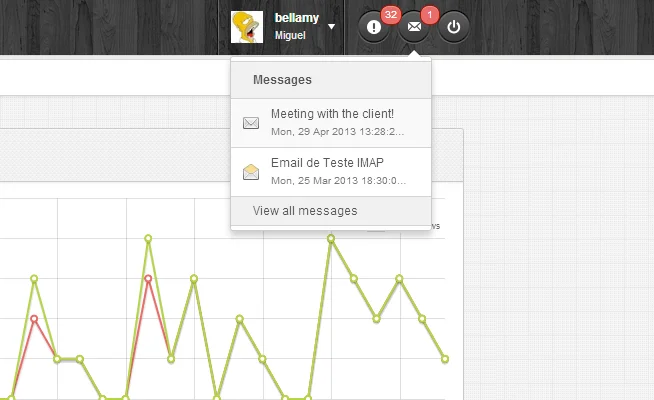 bellamy
Miguel
32
1
Messages
Meeting with the client!
Mon, 29 Apr 2013 13:28:2...
Email de Teste IMAP
Mon, 25 Mar 2013 18:30:0...
View all messages